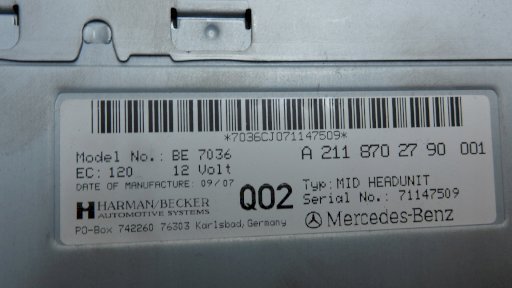 *7036CJ071147509*
Model No.: BE 7036
A 211 870 27 90 001
EC: 120 12 Volt
DATE OF MANUFACTURE: 09/07
Q02
Typ: MID HEADUNIT
Serial No.: 71147509
HARMAN/BECKER
AUTOMOTIVE SYSTEMS
Mercedes-Benz
PO-Box 742260 76303 Karlsbad, Germany